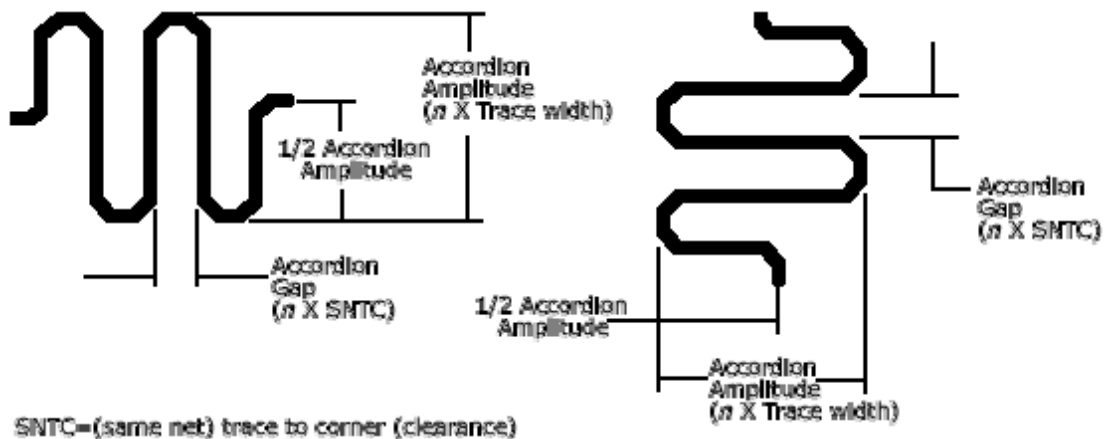 Accordion
Amplitude
(n X Trace width)
1/2 Accordion
Amplitude
Accordion
Gap
(n X SNTC)
Accordion
Gap
(n X SNTC)
1/2 Accordion
Amplitude
Accordion
Amplitude
(n X Trace width)
SNTC=(same net) trace to corner (clearance)